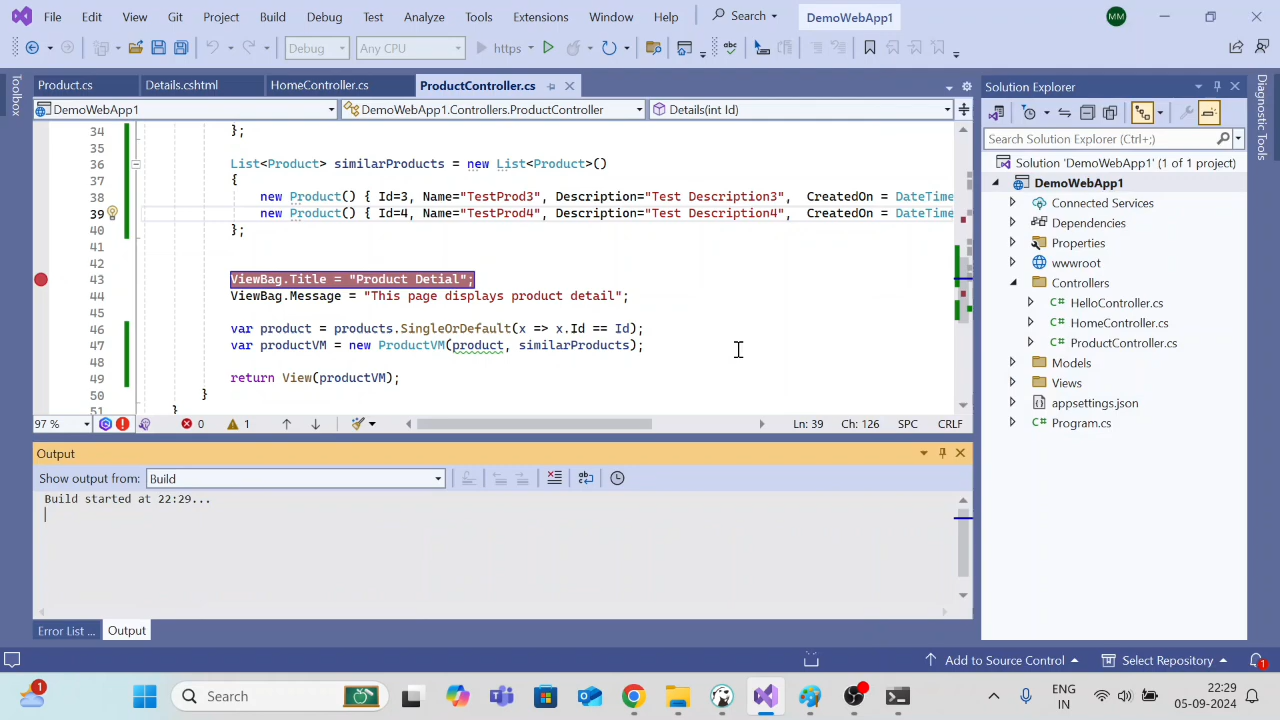 File Edit View Git Project Build Debug Test Analyze Tools Extensions Window Help Search DemoWebApp1 MM
Debug Any CPU https
Product.cs Details.cshtml HomeController.cs ProductController.cs
DemoWebApp1 DemoWebApp1.Controllers.ProductController Details(int Id)
34 };
35
36 List<Product> similarProducts = new List<Product>()
37 {
38 new Product() { Id=3, Name="TestProd3", Description="Test Description3", CreatedOn = DateTime
39 new Product() { Id=4, Name="TestProd4", Description="Test Description4", CreatedOn = DateTime
40 };
41
42
43 ViewBag.Title = "Product Detial";
44 ViewBag.Message = "This page displays product detail";
45
46 var product = products.SingleOrDefault(x => x.Id == Id);
47 var productVM = new ProductVM(product, similarProducts);
48
49 return View(productVM);
50 }
51 }
97 % 0 1 Ln: 39 Ch: 126 SPC CRLF
Output
Show output from: Build
Build started at 22:29...
Error List ... Output
Toolbox
Solution Explorer
Search Solution Explorer (Ctrl+;)
Solution 'DemoWebApp1' (1 of 1 project)
DemoWebApp1
Connected Services
Dependencies
Properties
wwwroot
Controllers
HelloController.cs
HomeController.cs
ProductController.cs
Models
Views
appsettings.json
Program.cs
Diagnostic Tools
Add to Source Control Select Repository 1
1 Search ENG
IN 22:29
05-09-2024